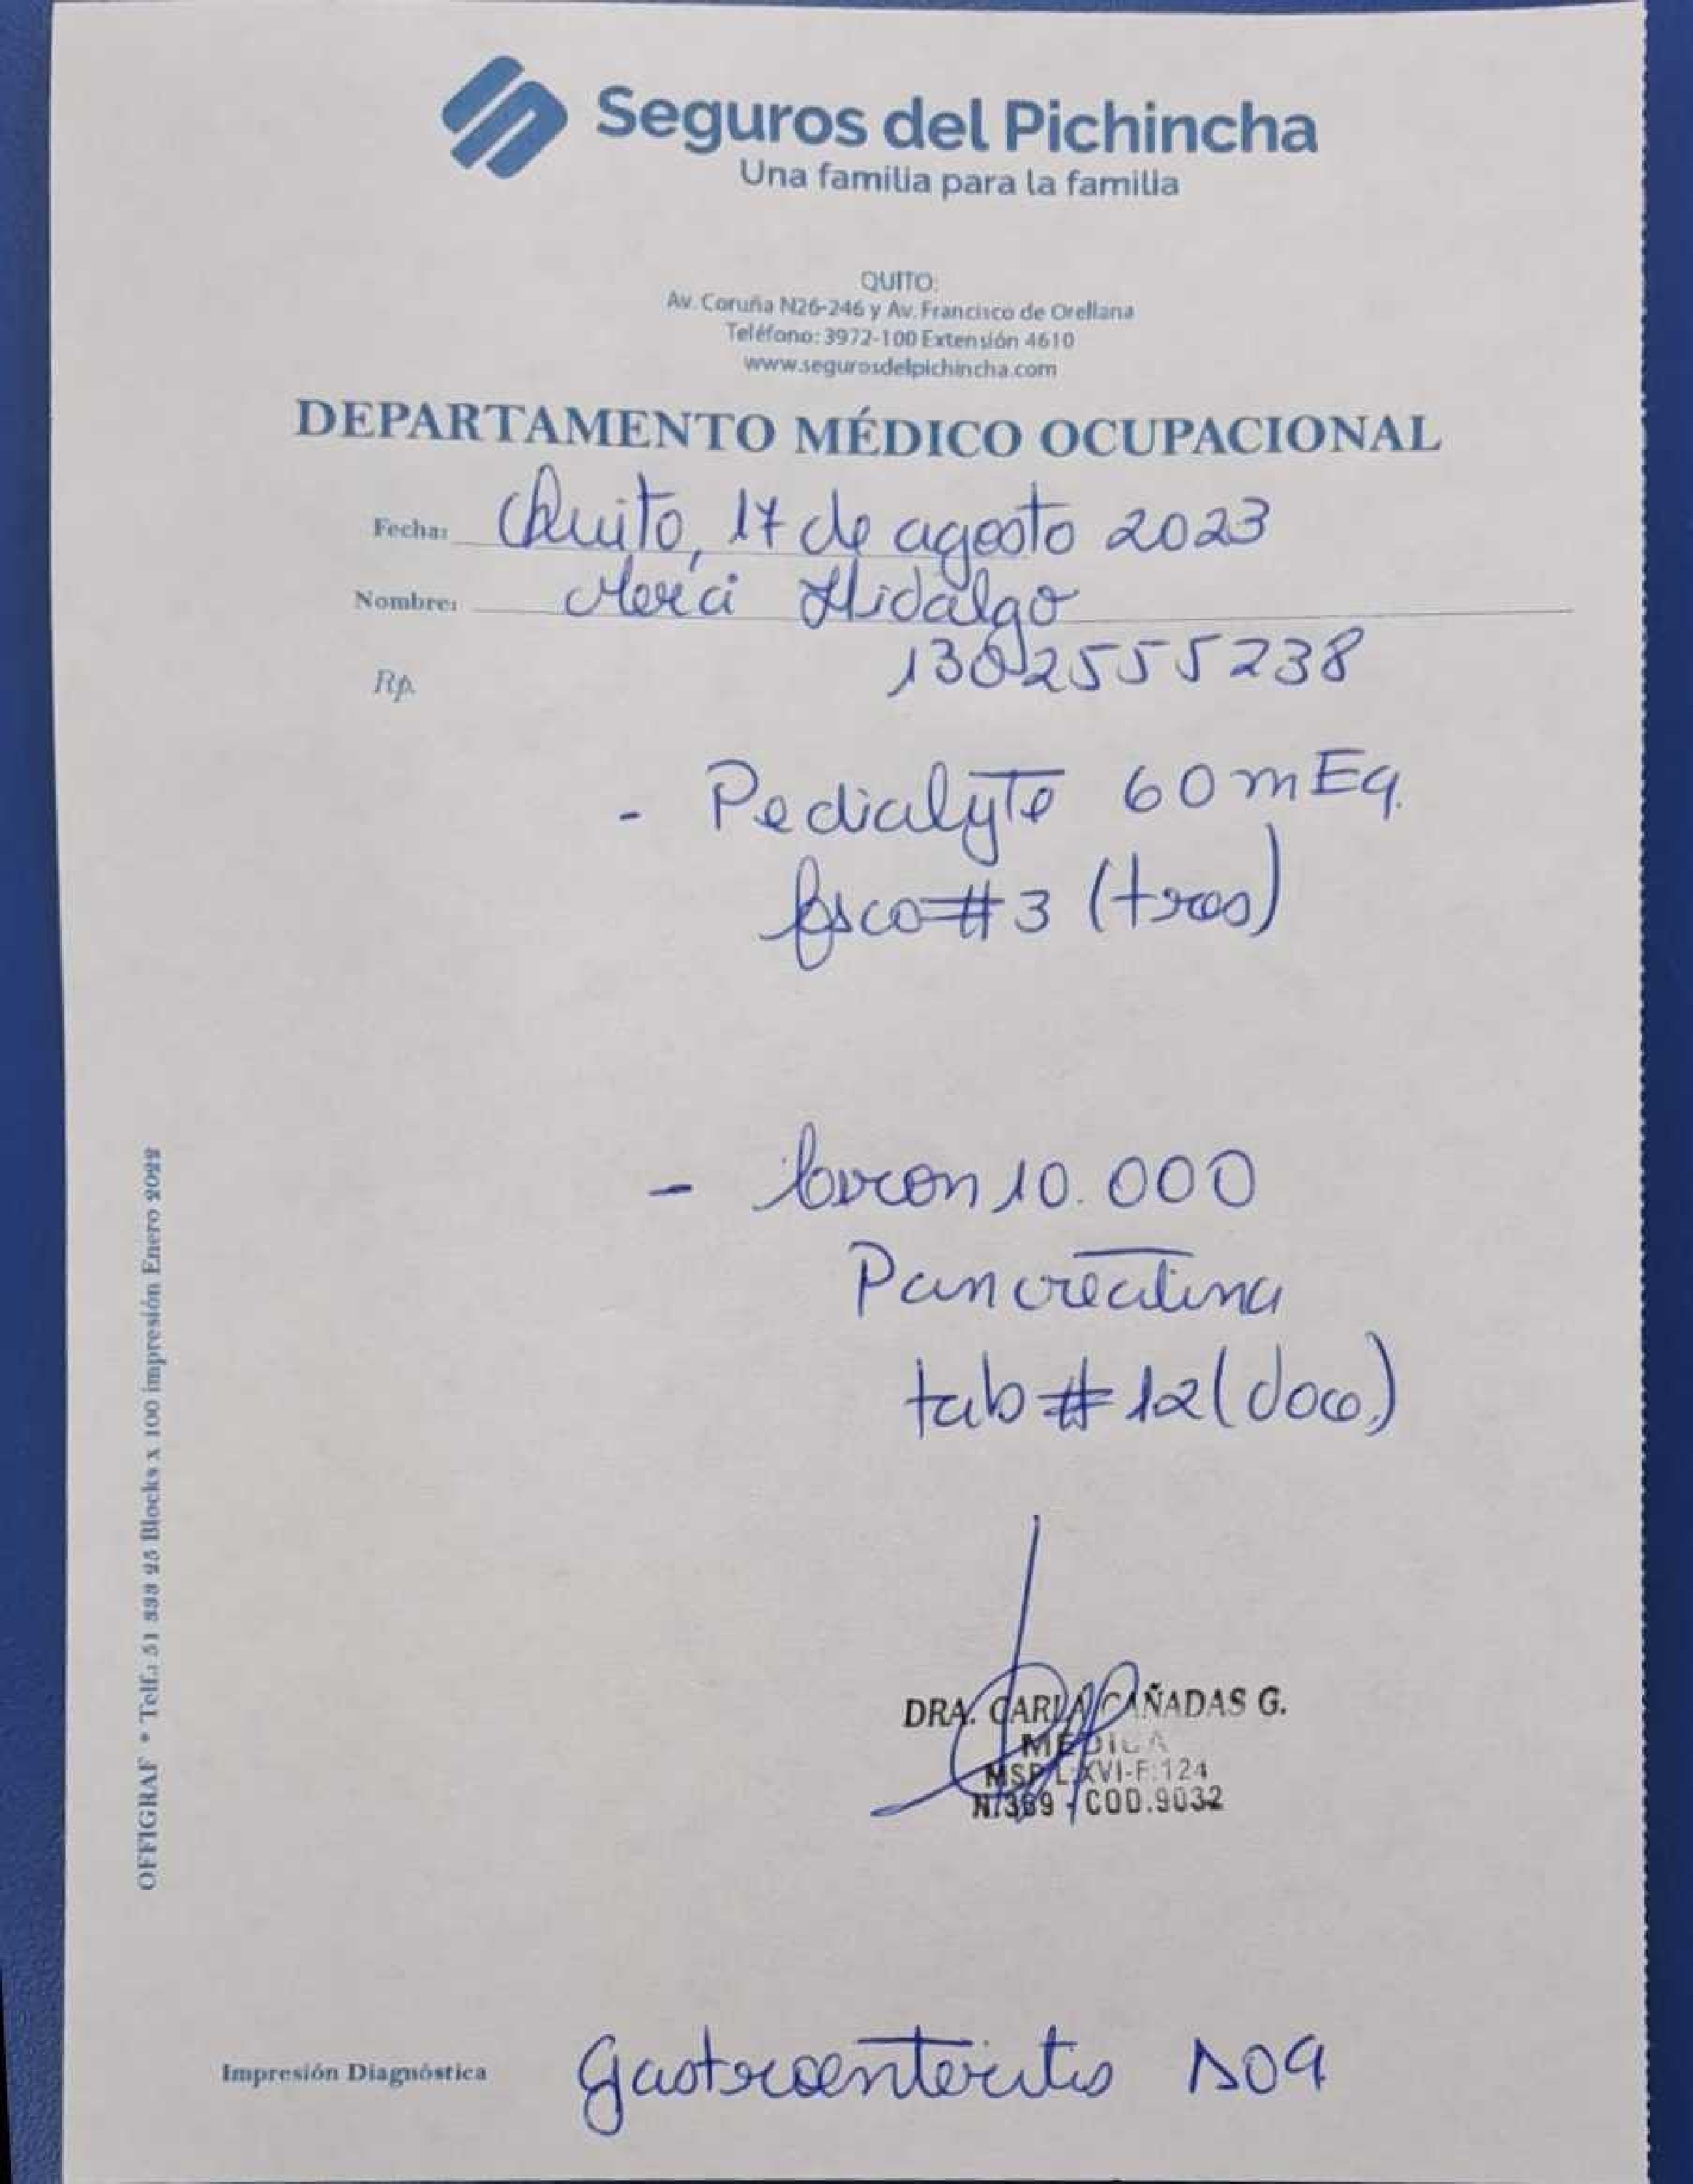 Seguros del Pichincha
Una familia para la familia
QUITO:
Av. Coruña N26-246 y Av. Francisco de Orellana
Teléfono: 3972-100 Extensión 4610
www.segurosdelpichincha.com
DEPARTAMENTO MÉDICO OCUPACIONAL
Fecha: Quito, 17 de agosto 2023
Nombre: Merci Hidalgo
1302555238
Rp.
- Pedialyte 60 mEq.
fsco # 3 (tres)
- 10.000
Pancreatina
tab # 12 (doce)
DRA. CARLA CAÑADAS G.
MEDICA
MSP L:XVI-F:124
N.369 - COD.9032
OFFIGRAF * Telf.: 51 333 25 Blocks x 100 impresión Enero 2022
Impresión Diagnóstica Gastroenteritis A09